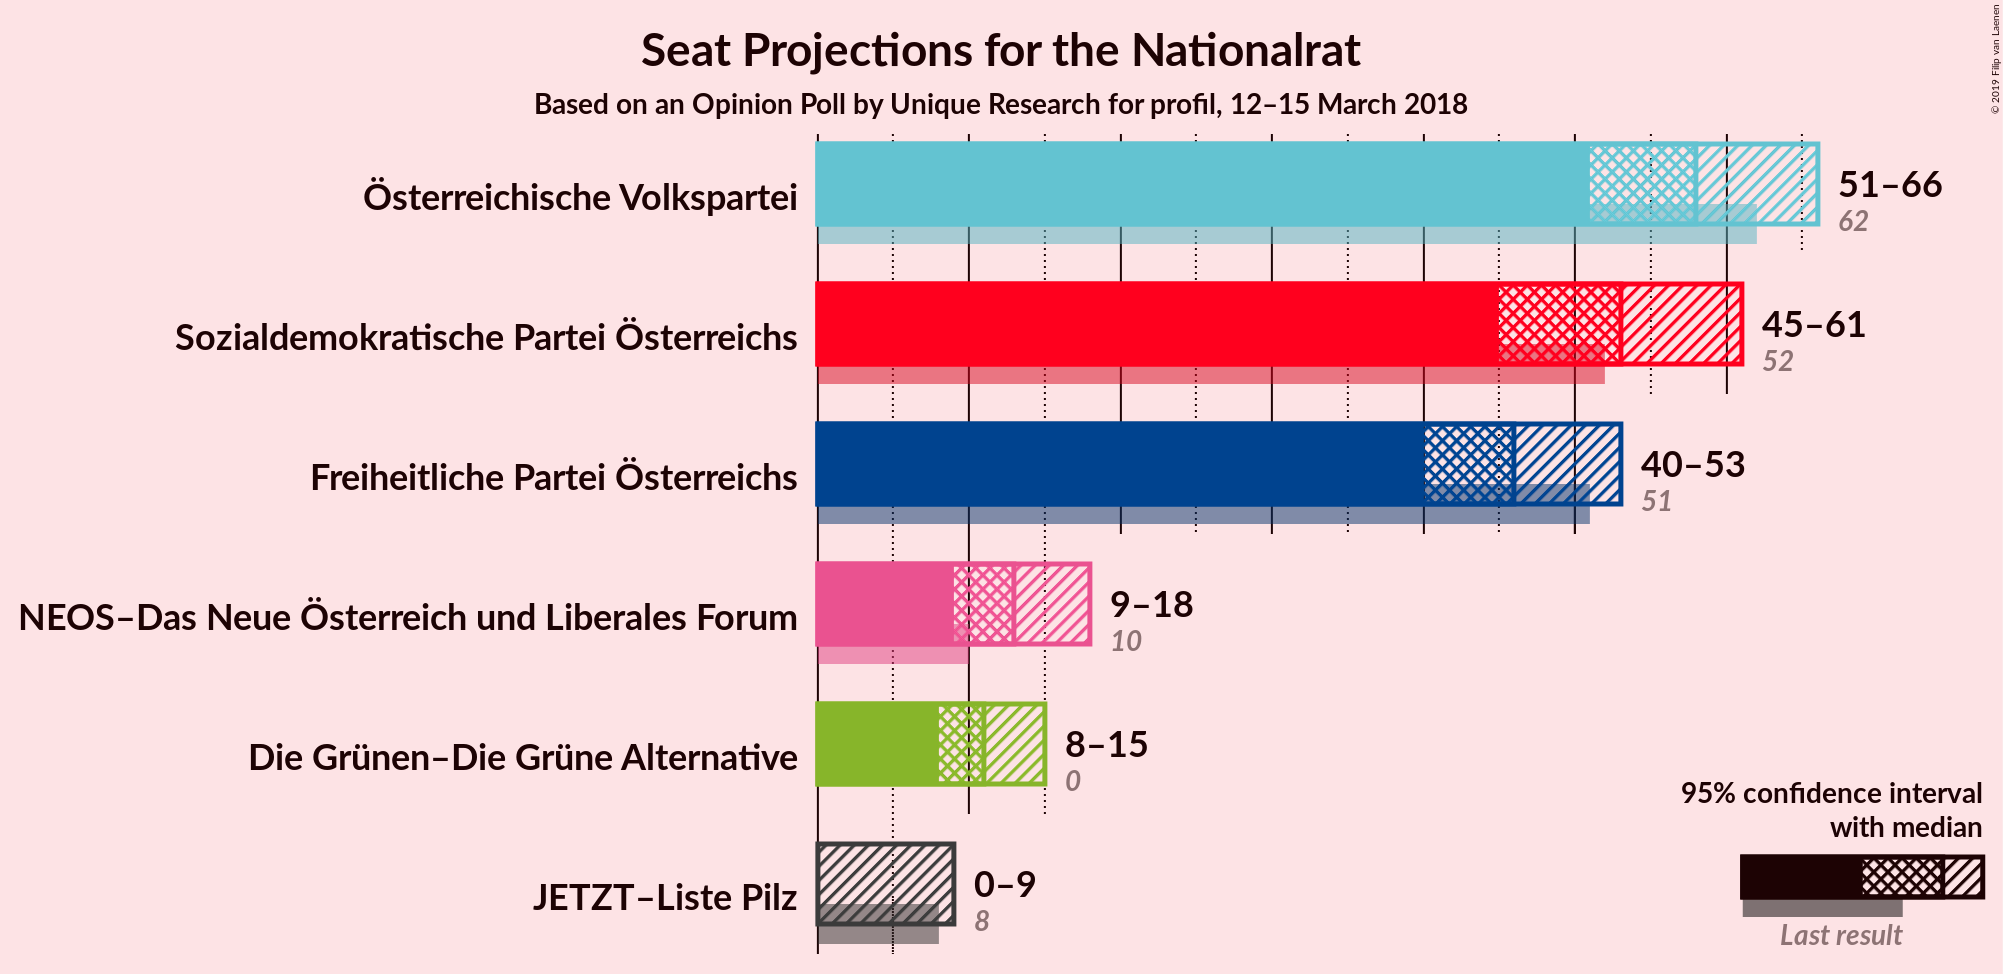 Seat Projections for the Nationalrat
Based on an Opinion Poll by Unique Research for profil, 12–15 March 2018
© 2019 Filip van Laenen
Österreichische Volkspartei
51–66
62
Sozialdemokratische Partei Österreichs
45–61
52
Freiheitliche Partei Österreichs
40–53
51
NEOS–Das Neue Österreich und Liberales Forum
9–18
10
Die Grünen–Die Grüne Alternative
8–15
0
JETZT–Liste Pilz
0–9
8
95% confidence interval
with median
Last result